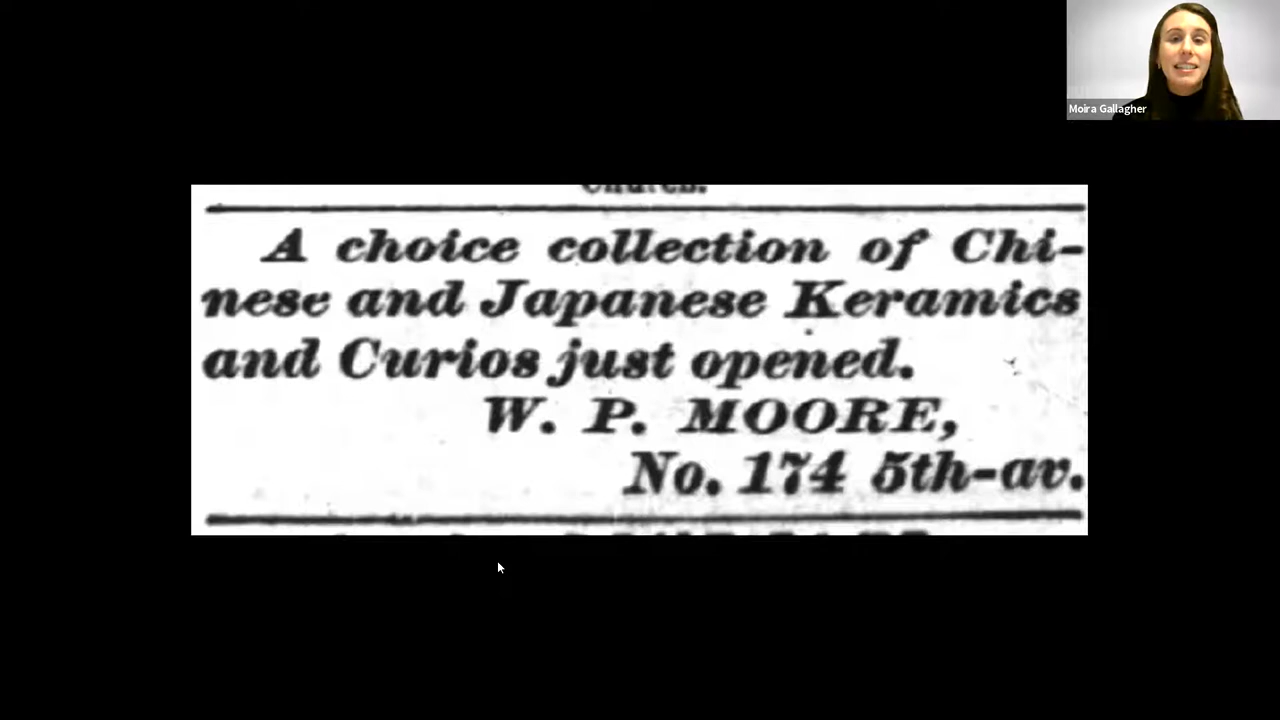 Moira Gallagher
Church.
A choice collection of Chi-
nese and Japanese Keramics
and Curios just opened.
W. P. MOORE,
No. 174 5th-av.